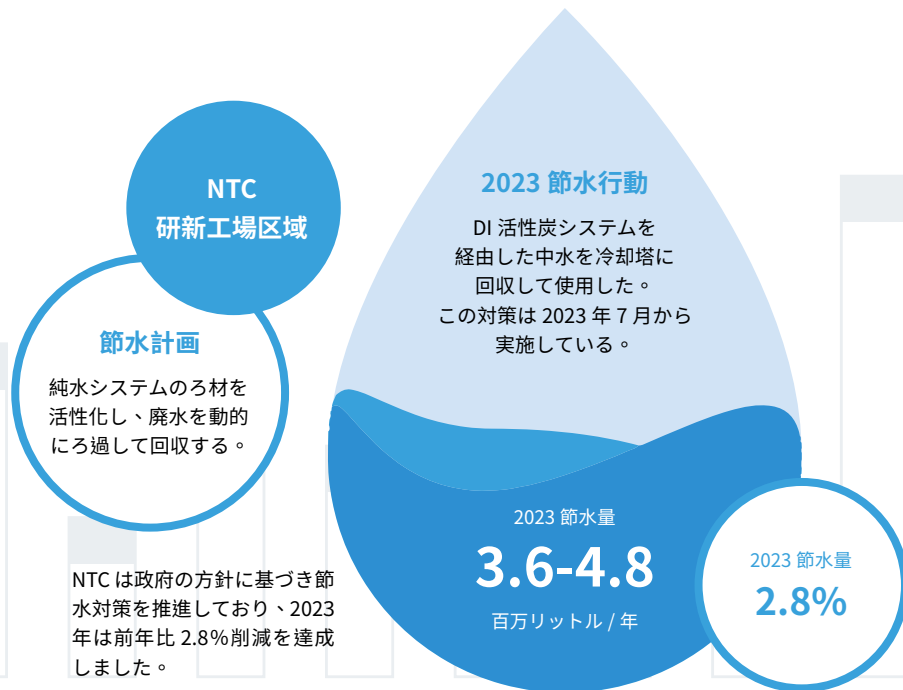 NTC
研新工場区域
節水計画
純水システムのろ材を
活性化し、廃水を動的
にろ過して回収する。
NTC は政府の方針に基づき節
水対策を推進しており、2023
年は前年比 2.8%削減を達成
しました。
2023 節水行動
DI 活性炭システムを
経由した中水を冷却塔に
回収して使用した。
この対策は 2023 年 7 月から
実施している。
2023 節水量
3.6-4.8
百万リットル / 年
2023 節水量
2.8%